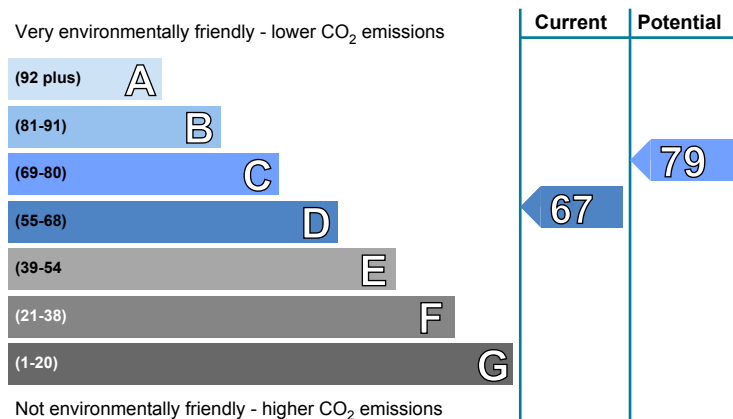 Very environmentally friendly - lower CO2 emissions
Current
Potential
(92 plus) A
(81-91) B
(69-80) C
(55-68) D
(39-54 E
(21-38) F
(1-20) G
67
79
Not environmentally friendly - higher CO2 emissions